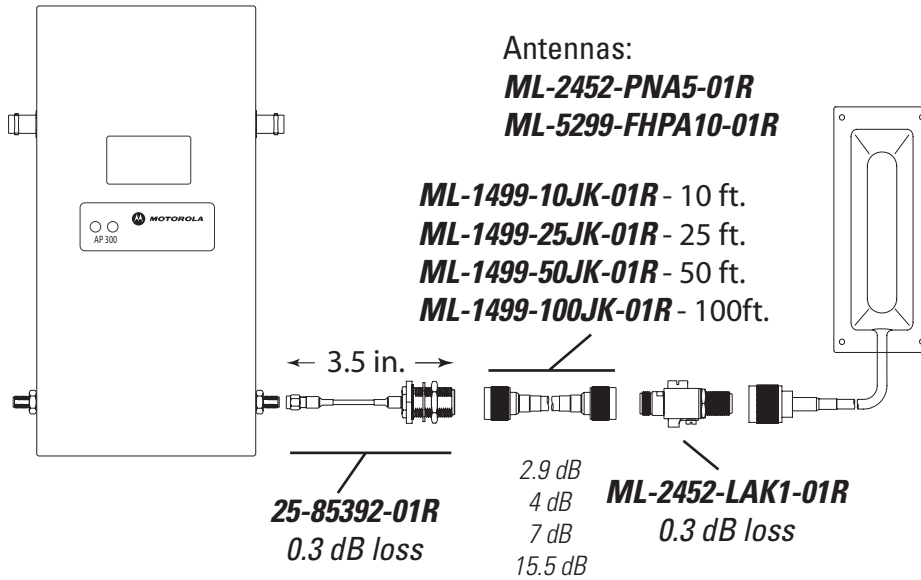 Antennas:
ML-2452-PNA5-01R
ML-5299-FHPA10-01R
MOTOROLA
AP 300
ML-1499-10JK-01R - 10 ft.
ML-1499-25JK-01R - 25 ft.
ML-1499-50JK-01R - 50 ft.
ML-1499-100JK-01R - 100ft.
3.5 in.
25-85392-01R
0.3 dB loss
2.9 dB
4 dB
7 dB
15.5 dB
ML-2452-LAK1-01R
0.3 dB loss